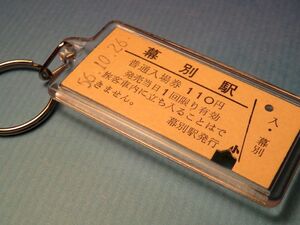 56.10.26
幕別駅
普通入場券 110円
発売当日1回限り有効
旅客車内に立ち入ることはで
きません。
幕別駅発行
小
入・幕別